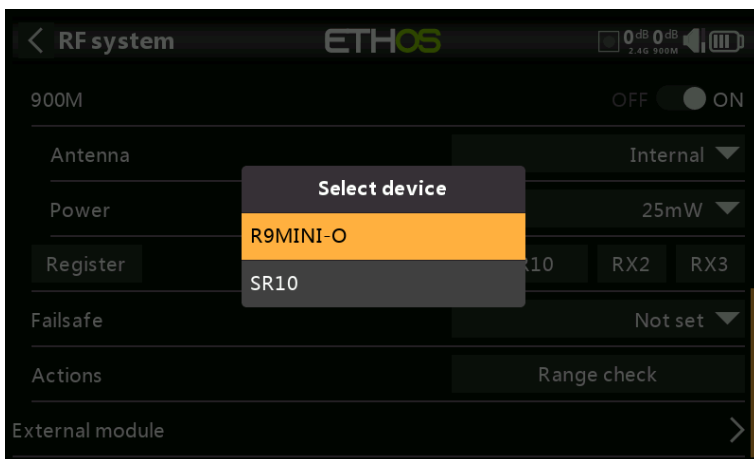 RF system ETHOS 0dB 0dB
2.4G 900M
900M OFF ON
Antenna Internal
Select device
Power 25mW
R9MINI-O
Register R10 RX2 RX3
SR10
Failsafe Not set
Actions Range check
External module